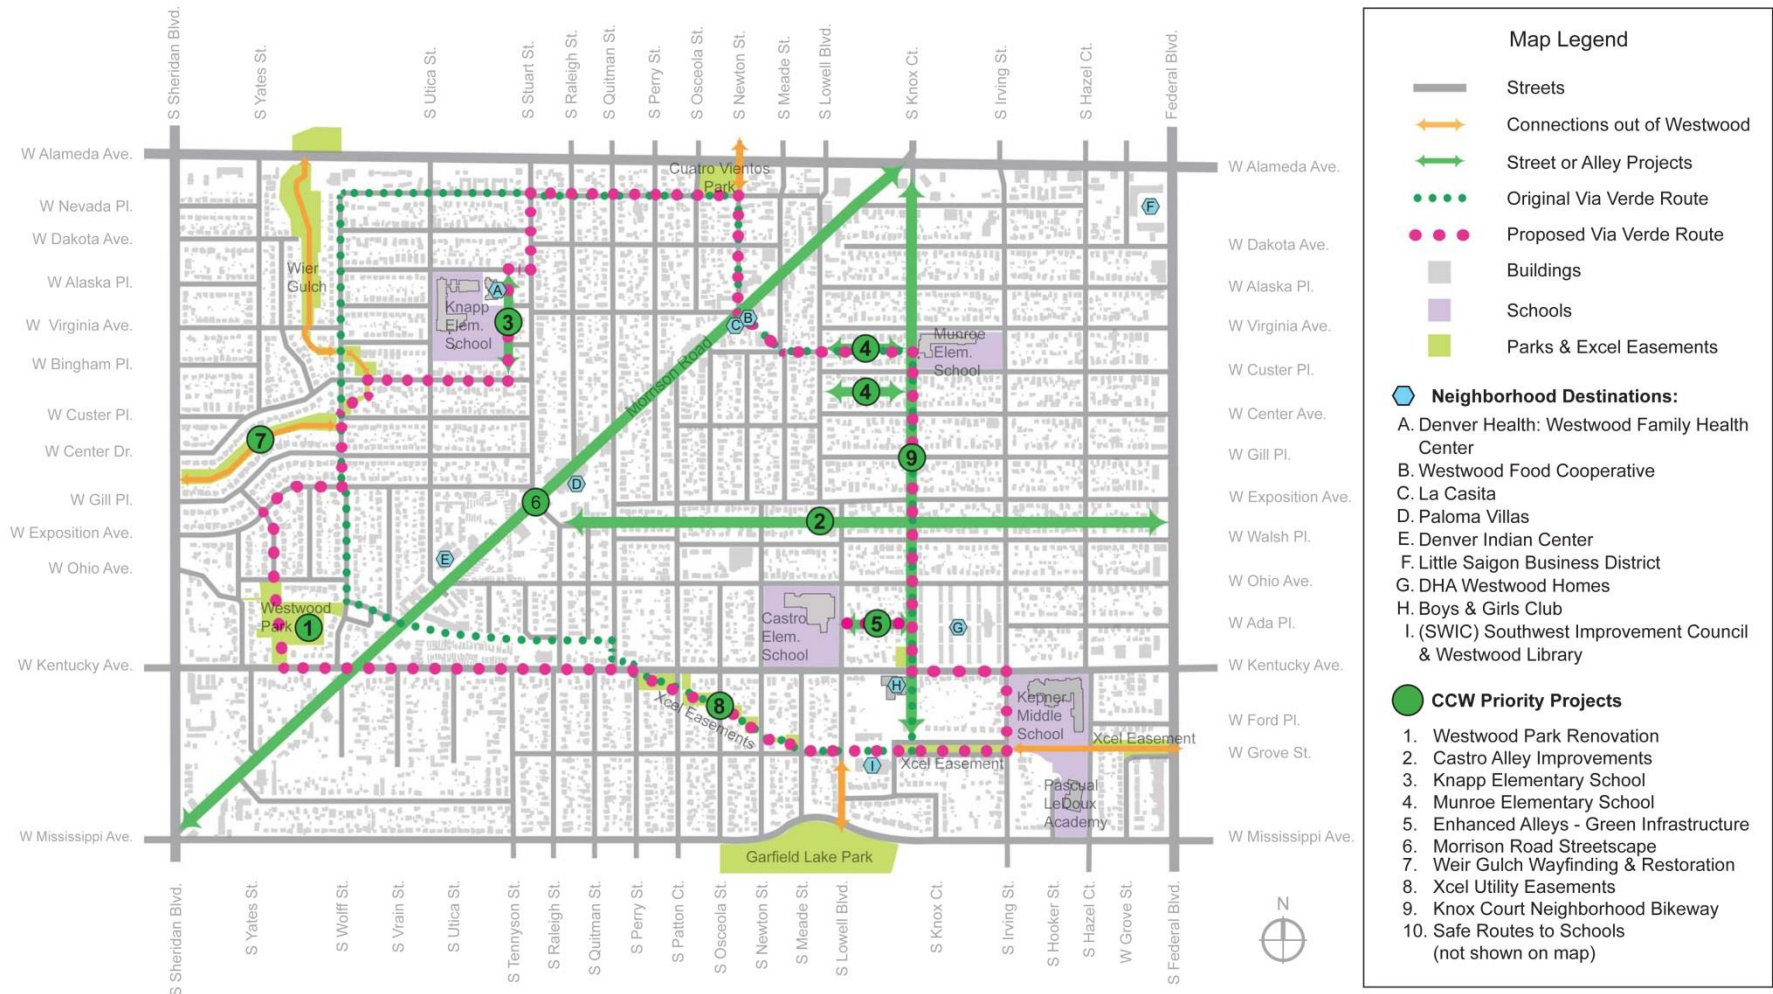 S Sheridan Blvd.
S Yates St.
S Utica St.
S Stuart St.
S Raleigh St.
S Quitman St.
S Perry St.
S Osceola St.
S Newton St.
S Meade St.
S Lowell Blvd.
S Knox Ct.
S Irving St.
S Hazel Ct.
Federal Blvd.
W Alameda Ave.
W Nevada Pl.
W Dakota Ave.
W Alaska Pl.
W Virginia Ave.
W Bingham Pl.
W Custer Pl.
W Center Dr.
W Gill Pl.
W Exposition Ave.
W Ohio Ave.
W Kentucky Ave.
W Mississippi Ave.
Cuatro Vientos
Park
Wier
Gulch
Knapp
Elem.
School
Munroe
Elem.
School
Morrison Road
Westwood
Park
Castro
Elem.
School
Kepner
Middle
School
Xcel Easements
Xcel Easement
Xcel Easement
Pascual
LeDoux
Academy
Garfield Lake Park
A
B
C
D
E
F
G
H
I
1
2
3
4
4
5
6
7
8
9
W Alameda Ave.
W Dakota Ave.
W Alaska Pl.
W Virginia Ave.
W Custer Pl.
W Center Ave.
W Gill Pl.
W Exposition Ave.
W Walsh Pl.
W Ohio Ave.
W Ada Pl.
W Kentucky Ave.
W Ford Pl.
W Grove St.
W Mississippi Ave.
S Sheridan Blvd.
S Yates St.
S Wolff St.
S Vrain St.
S Utica St.
S Tennyson St.
S Raleigh St.
S Quitman St.
S Perry St.
S Patton Ct.
S Osceola St.
S Newton St.
S Meade St.
S Lowell Blvd.
S Knox Ct.
S Irving St.
S Hooker St.
S Hazel Ct.
W Grove St.
S Federal Blvd.
N
Map Legend
Streets
Connections out of Westwood
Street or Alley Projects
Original Via Verde Route
Proposed Via Verde Route
Buildings
Schools
Parks & Excel Easements
Neighborhood Destinations:
A. Denver Health: Westwood Family Health
Center
B. Westwood Food Cooperative
C. La Casita
D. Paloma Villas
E. Denver Indian Center
F. Little Saigon Business District
G. DHA Westwood Homes
H. Boys & Girls Club
I. (SWIC) Southwest Improvement Council
& Westwood Library
CCW Priority Projects
1. Westwood Park Renovation
2. Castro Alley Improvements
3. Knapp Elementary School
4. Munroe Elementary School
5. Enhanced Alleys - Green Infrastructure
6. Morrison Road Streetscape
7. Weir Gulch Wayfinding & Restoration
8. Xcel Utility Easements
9. Knox Court Neighborhood Bikeway
10. Safe Routes to Schools
(not shown on map)